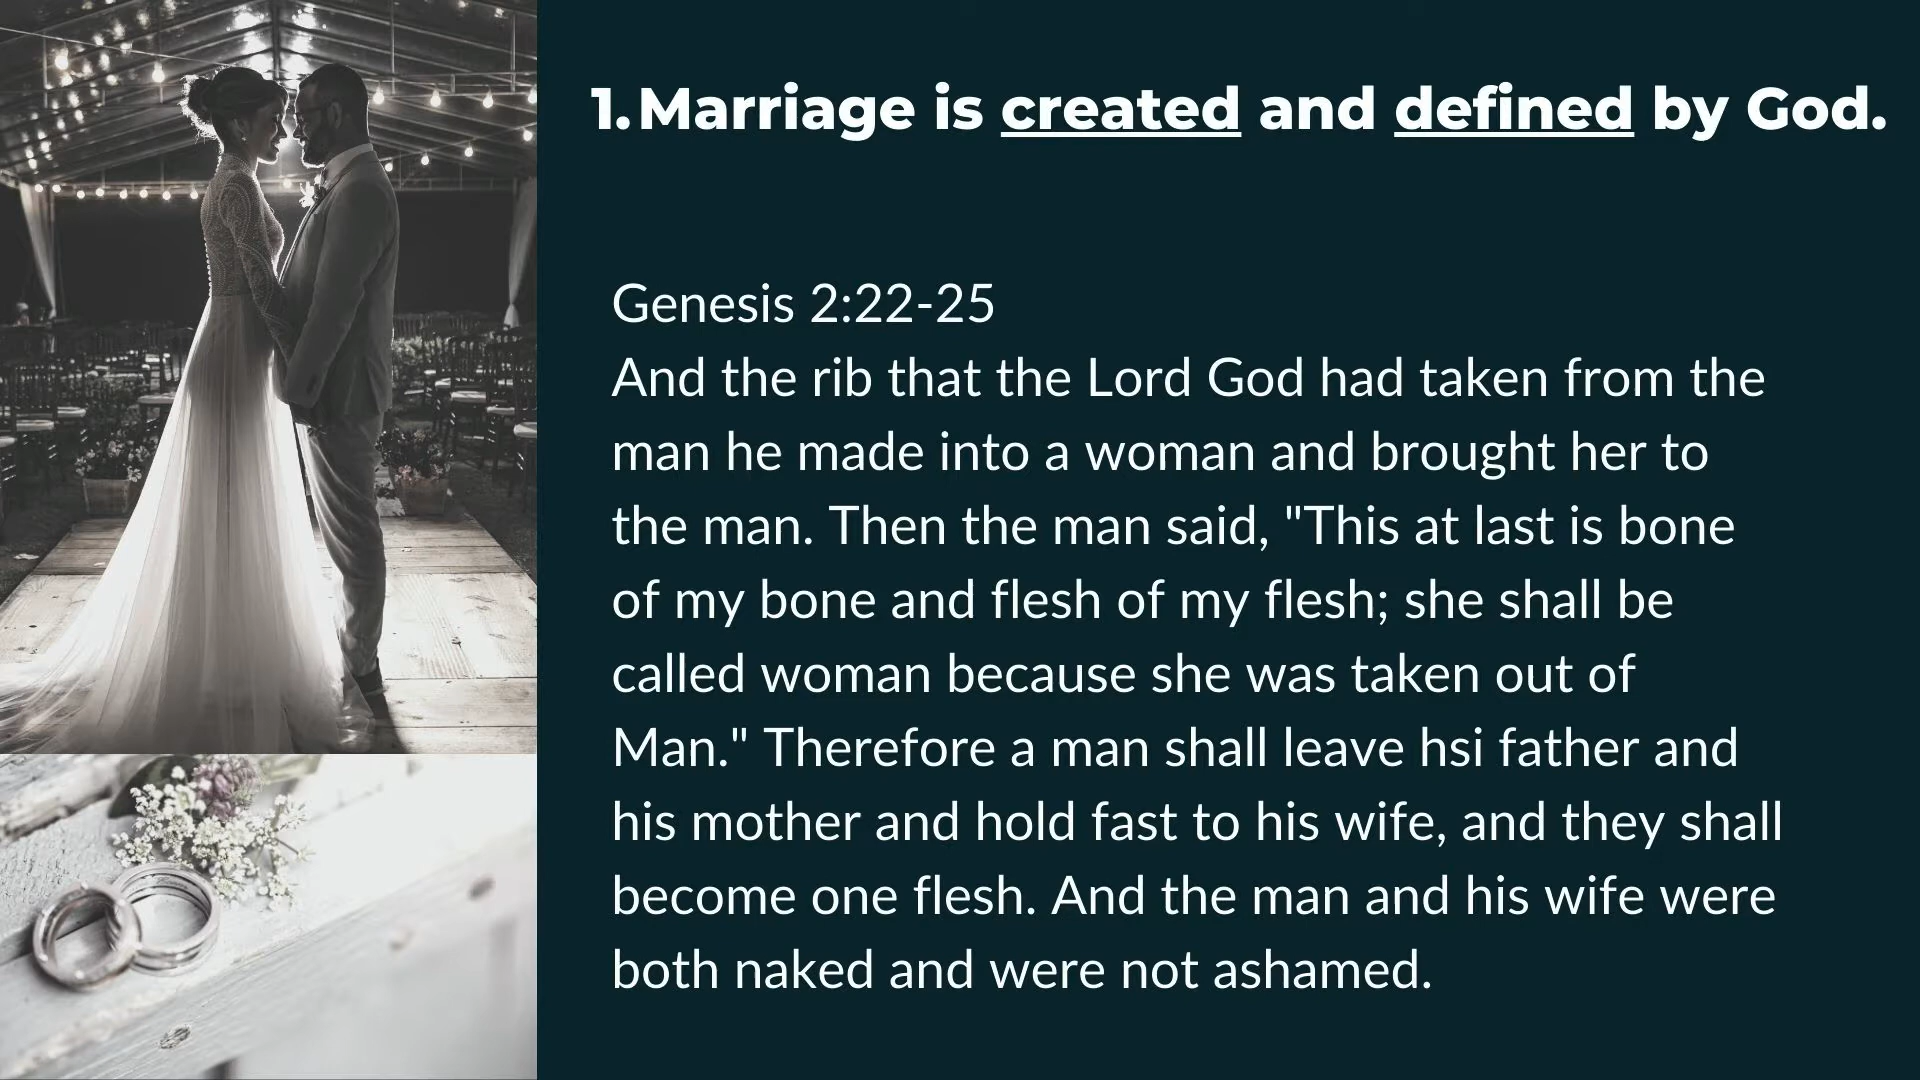 1. Marriage is created and defined by God.
Genesis 2:22-25
And the rib that the Lord God had taken from the
man he made into a woman and brought her to
the man. Then the man said, "This at last is bone
of my bone and flesh of my flesh; she shall be
called woman because she was taken out of
Man." Therefore a man shall leave hsi father and
his mother and hold fast to his wife, and they shall
become one flesh. And the man and his wife were
both naked and were not ashamed.